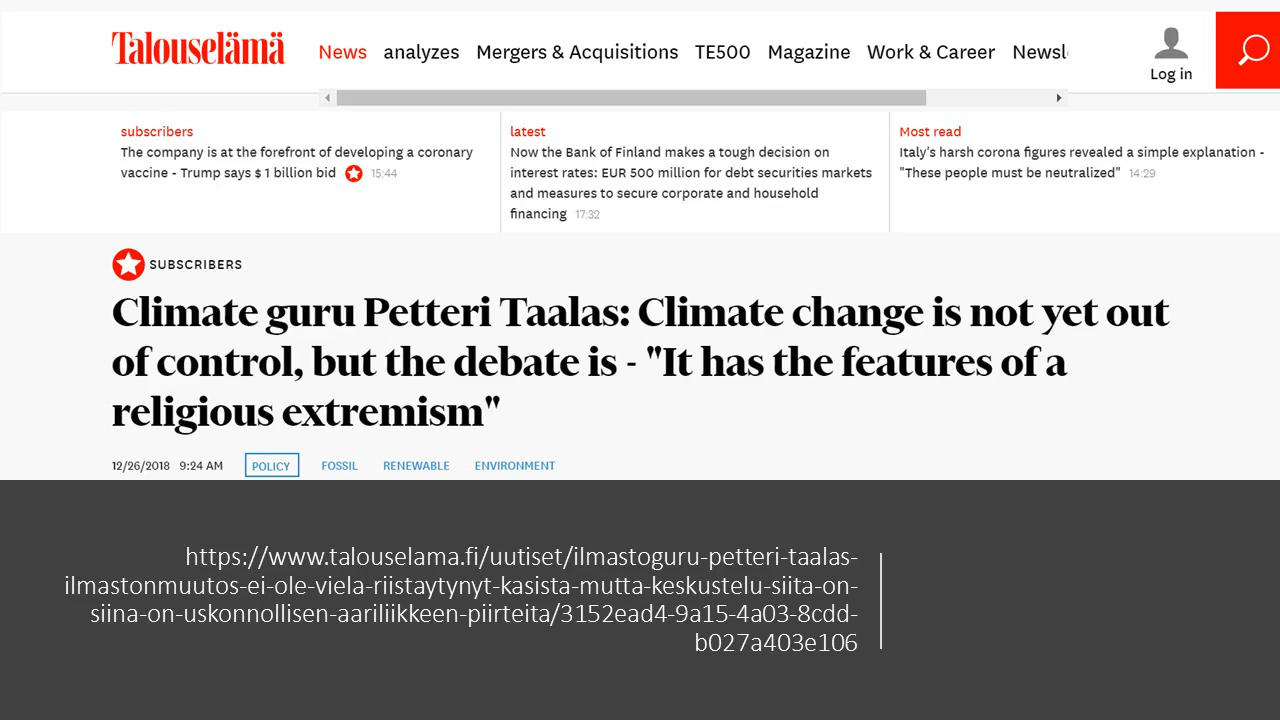 Talouselämä
News analyzes Mergers & Acquisitions TE500 Magazine Work & Career Newsl
Log in
subscribers
The company is at the forefront of developing a coronary
vaccine - Trump says $ 1 billion bid 15:44
latest
Now the Bank of Finland makes a tough decision on
interest rates: EUR 500 million for debt securities markets
and measures to secure corporate and household
financing 17:32
Most read
Italy's harsh corona figures revealed a simple explanation -
"These people must be neutralized" 14:29
SUBSCRIBERS
Climate guru Petteri Taalas: Climate change is not yet out
of control, but the debate is - "It has the features of a
religious extremism"
12/26/2018 9:24 AM POLICY FOSSIL RENEWABLE ENVIRONMENT
https://www.talouselama.fi/uutiset/ilmastoguru-petteri-taalas-
ilmastonmuutos-ei-ole-viela-riistaytynyt-kasista-mutta-keskustelu-siita-on-
siina-on-uskonnollisen-aariliikkeen-piirteita/3152ead4-9a15-4a03-8cdd-
b027a403e106